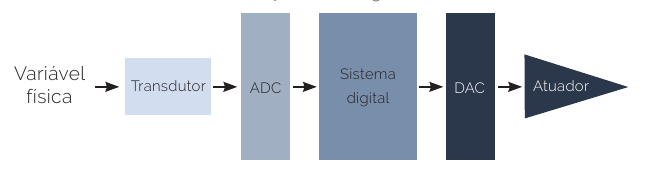 Variável
física
Transdutor
ADC
Sistema
digital
DAC
Atuador